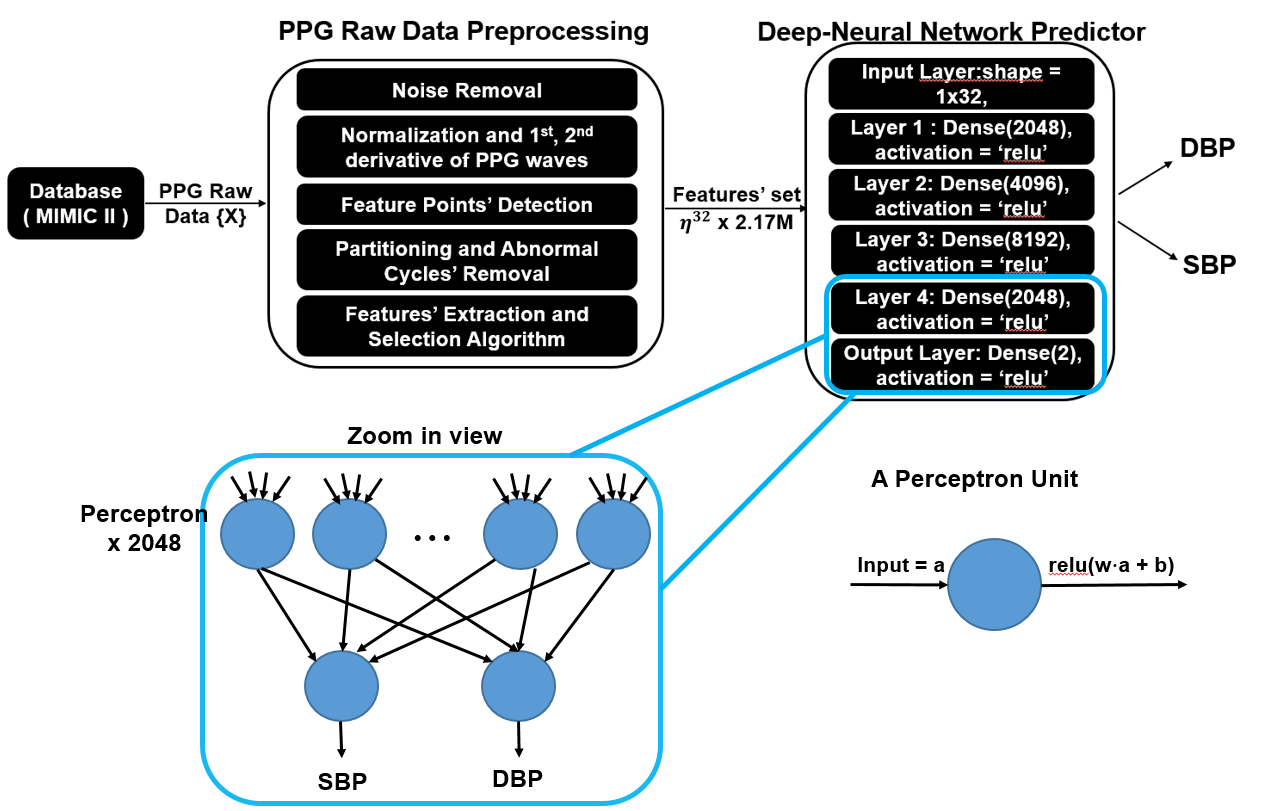 PPG Raw Data Preprocessing
Deep-Neural Network Predictor
Database
( MIMIC II )
PPG Raw
Data {X}
Noise Removal
Normalization and 1st, 2nd
derivative of PPG waves
Feature Points’ Detection
Partitioning and Abnormal
Cycles’ Removal
Features’ Extraction and
Selection Algorithm
Features’ set
η³² x 2.17M
Input Layer:shape =
1x32,
Layer 1 : Dense(2048),
activation = ‘relu’
Layer 2: Dense(4096),
activation = ‘relu’
Layer 3: Dense(8192),
activation = ‘relu’
Layer 4: Dense(2048),
activation = ‘relu’
Output Layer: Dense(2),
activation = ‘relu’
DBP
SBP
Zoom in view
Perceptron
x 2048
...
SBP
DBP
A Perceptron Unit
Input = a
relu(w·a + b)